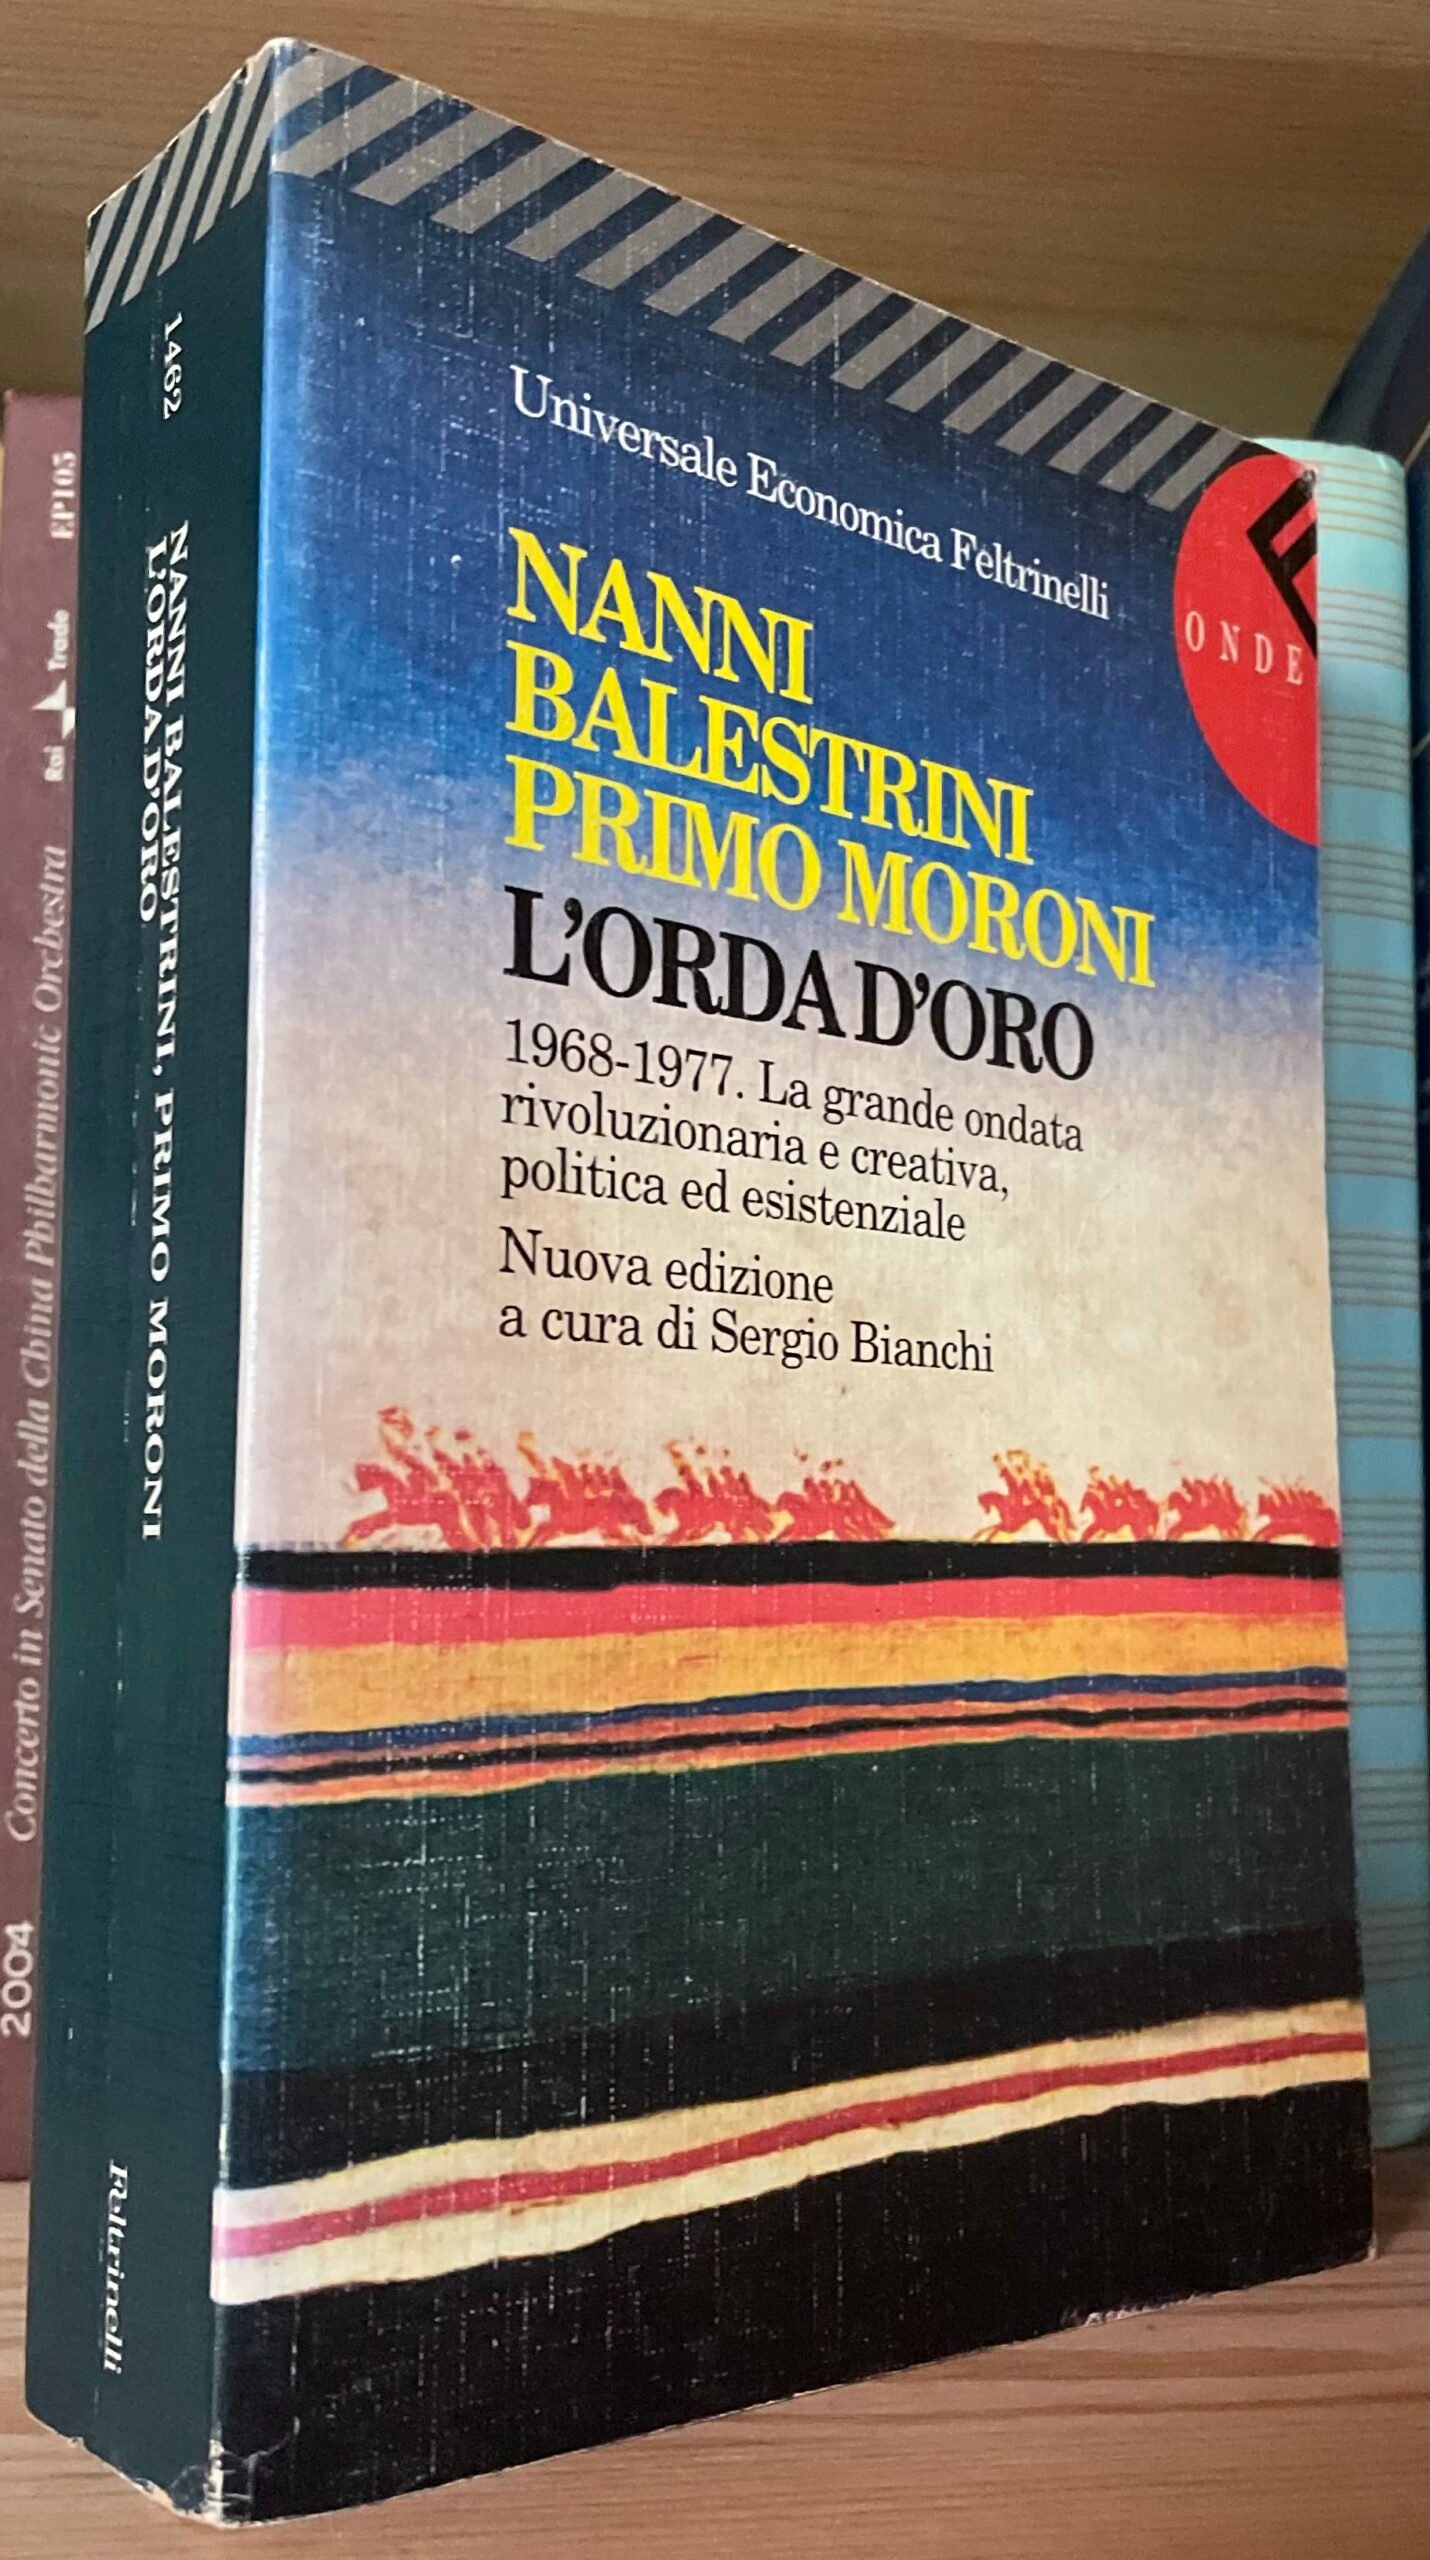 Universale Economica Feltrinelli
ONDE
NANNI
BALESTRINI
PRIMO MORONI
L'ORDA D'ORO
1968-1977. La grande ondata
rivoluzionaria e creativa,
politica ed esistenziale
Nuova edizione
a cura di Sergio Bianchi
1462
NANNI BALESTRINI, PRIMO MORONI
L'ORDA D'ORO
Feltrinelli
2004 Concerto in Senato della China Philharmonic Orchestra Rai Trade EP105